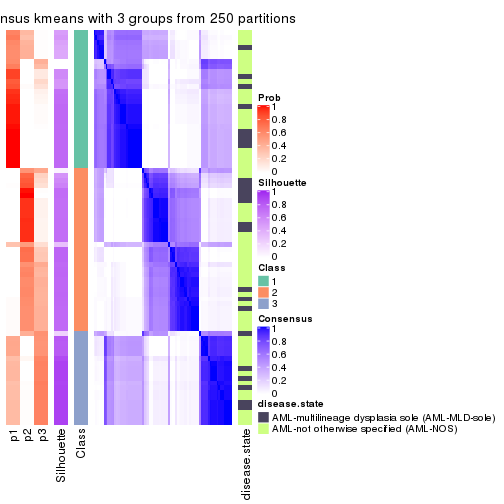 nsus kmeans with 3 groups from 250 partitions
Prob
1
0.8
0.6
0.4
0.2
0
Silhouette
1
0.8
0.6
0.4
0.2
0
Class
1
2
3
Consensus
1
0.8
0.6
0.4
0.2
0
disease.state
AML-multilineage dysplasia sole (AML-MLD-sole)
AML-not otherwise specified (AML-NOS)
p1
p2
p3
Silhouette
Class
disease.state